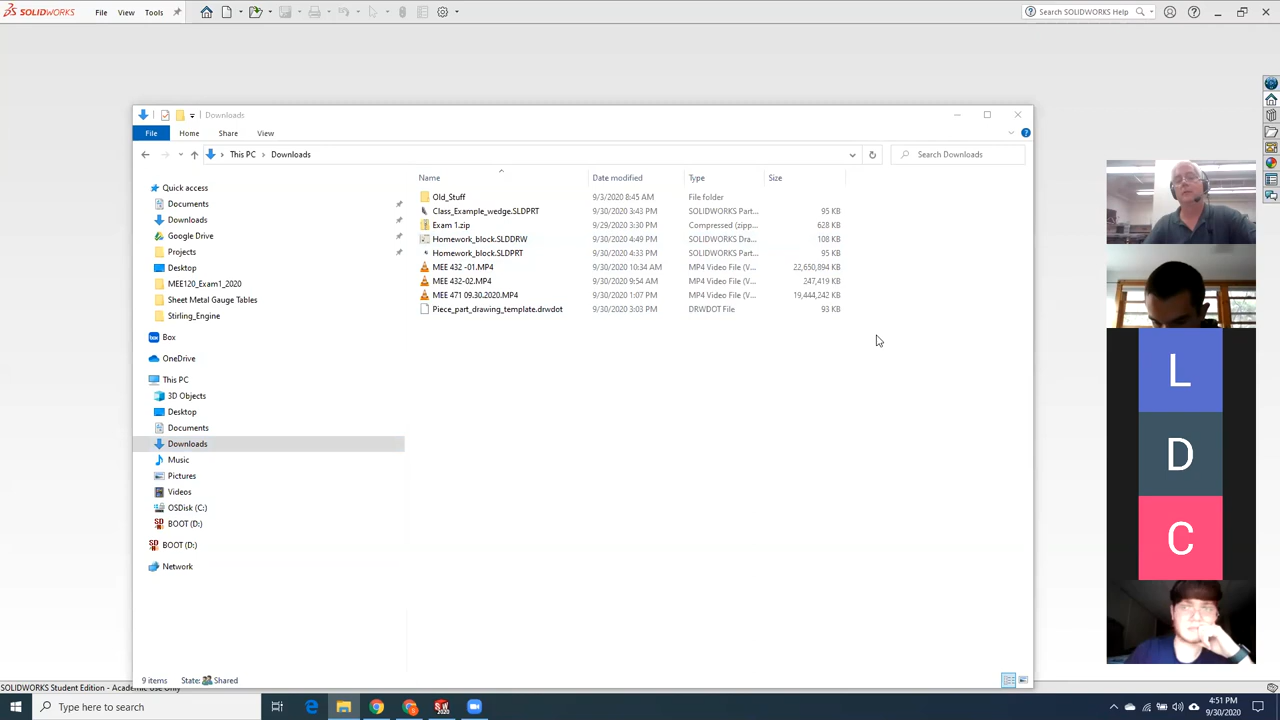 SOLIDWORKS File View Tools Search SOLIDWORKS Help
Downloads
File Home Share View
This PC Downloads Search Downloads
Name Date modified Type Size
Quick access
Documents
Downloads
Google Drive
Projects
Desktop
MEE120_Exam1_2020
Sheet Metal Gauge Tables
Stirling_Engine
Box
OneDrive
This PC
3D Objects
Desktop
Documents
Downloads
Music
Pictures
Videos
OSDisk (C:)
BOOT (D:)
BOOT (D:)
Network
Old_Stuff 9/3/2020 8:45 AM File folder
Class_Example_wedge.SLDPRT 9/30/2020 3:43 PM SOLIDWORKS Part... 95 KB
Exam 1.zip 9/29/2020 3:30 PM Compressed (zipp... 628 KB
Homework_block.SLDDRW 9/30/2020 4:49 PM SOLIDWORKS Dra... 108 KB
Homework_block.SLDPRT 9/30/2020 4:33 PM SOLIDWORKS Part... 95 KB
MEE 432 -01.MP4 9/30/2020 10:34 AM MP4 Video File (V... 22,650,894 KB
MEE 432-02.MP4 9/30/2020 9:54 AM MP4 Video File (V... 247,419 KB
MEE 471 09.30.2020.MP4 9/30/2020 1:07 PM MP4 Video File (V... 19,444,242 KB
Piece_part_drawing_template.drwdot 9/30/2020 3:03 PM DRWDOT File 93 KB
L
D
C
9 items State: Shared
SOLIDWORKS Student Edition - Academic Use Only
Type here to search
4:51 PM
9/30/2020